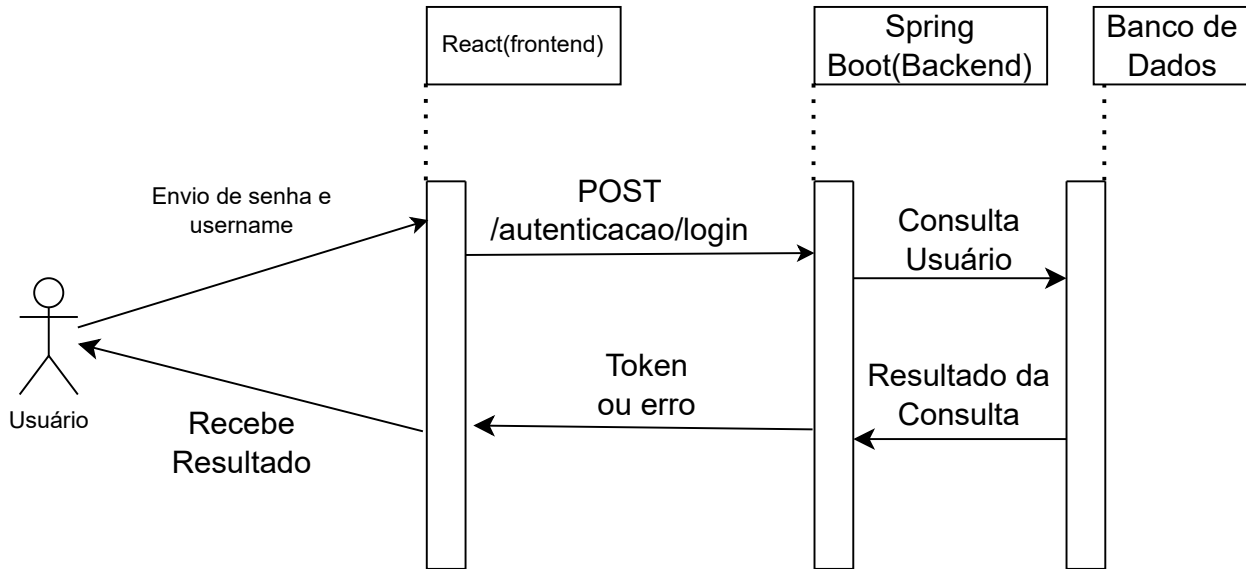 React(frontend)
Spring
Boot(Backend)
Banco de
Dados
Envio de senha e
username
POST
/autenticacao/login
Consulta
Usuário
Usuário
Recebe
Resultado
Token
ou erro
Resultado da
Consulta